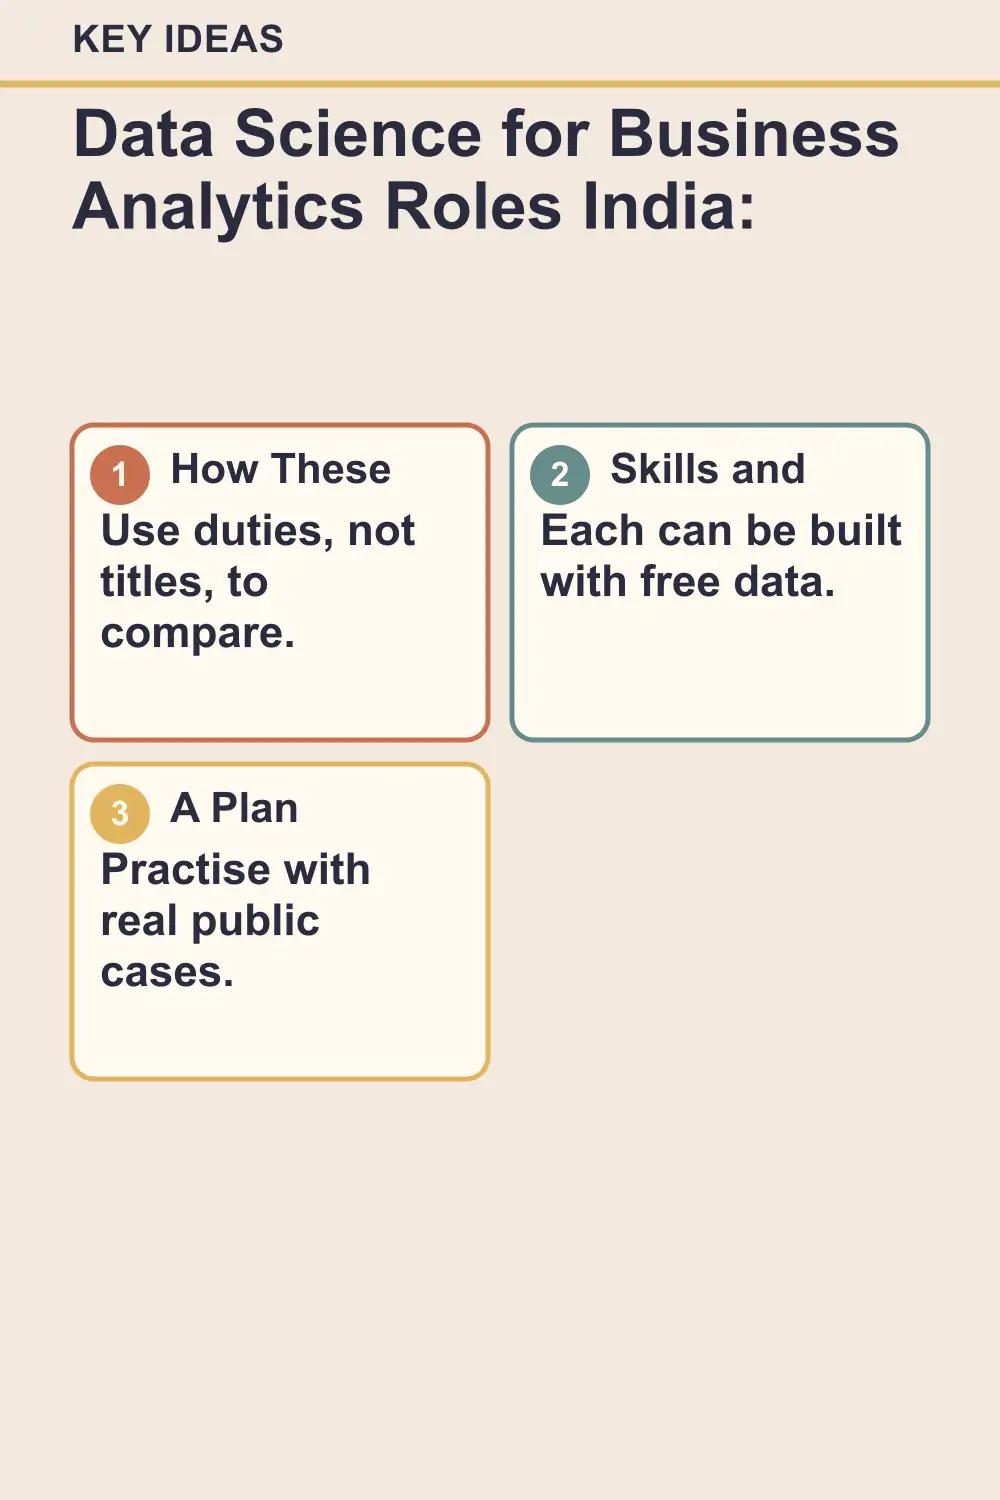 KEY IDEAS
Data Science for Business
Analytics Roles India:
1 How These
Use duties, not
titles, to
compare.
2 Skills and
Each can be built
with free data.
3 A Plan
Practise with
real public
cases.